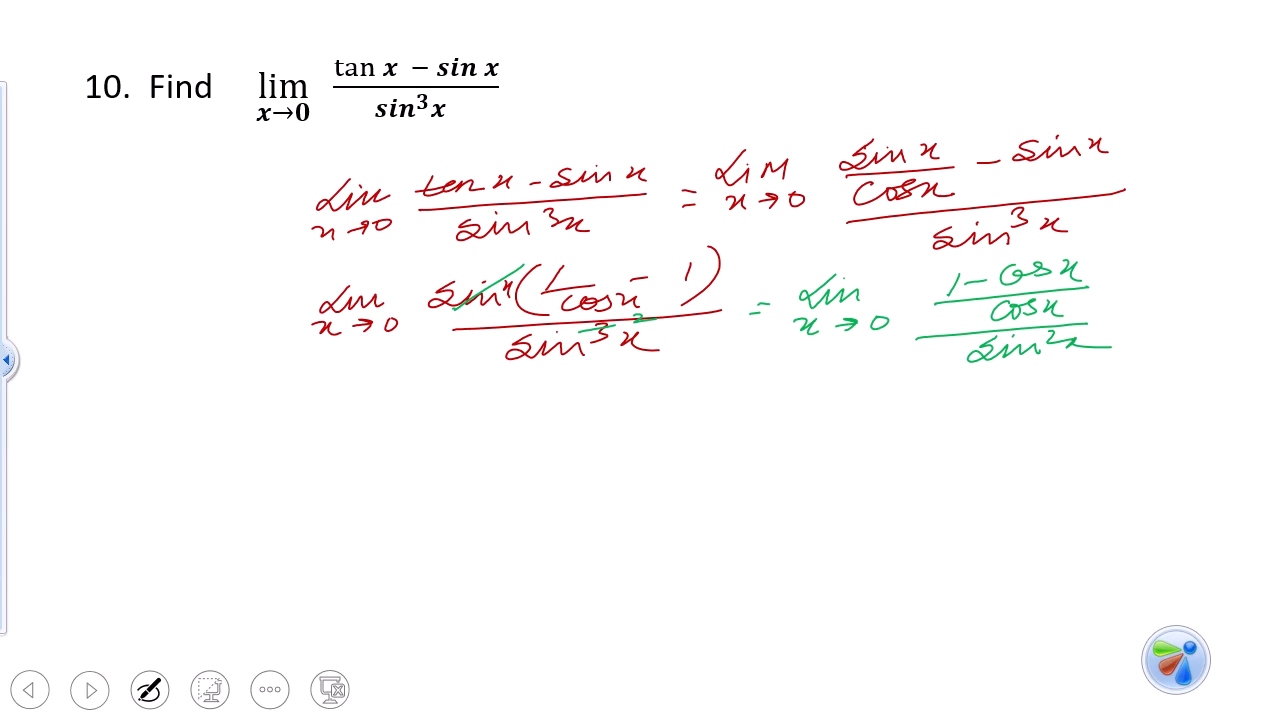 10. Find lim x→0 (tan x − sin x)/(sin³x)
Lim x→0 (tan x - sin x)/(sin³x) = Lim x→0 (sin x/cos x - sin x)/(sin³x)
Lim x→0 (sin x (1/cos x - 1))/(sin³x) ² = Lim x→0 ((1 - cos x)/cos x)/(sin²x)